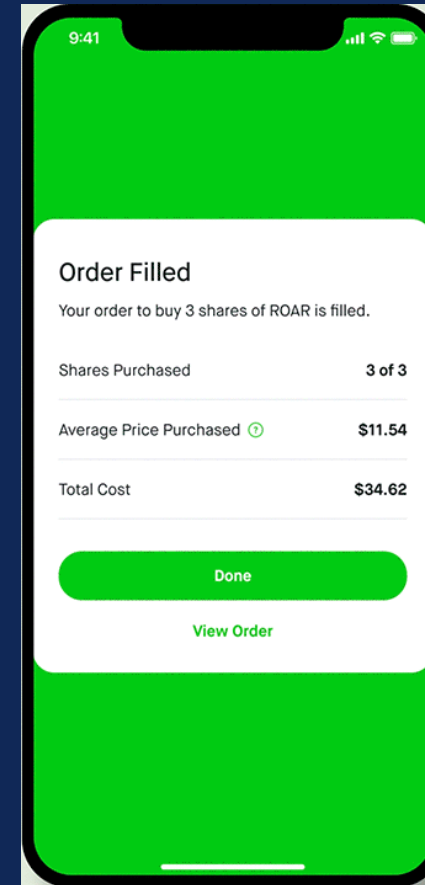 9:41
Order Filled
Your order to buy 3 shares of ROAR is filled.
Shares Purchased 3 of 3
Average Price Purchased ? $11.54
Total Cost $34.62
Done
View Order